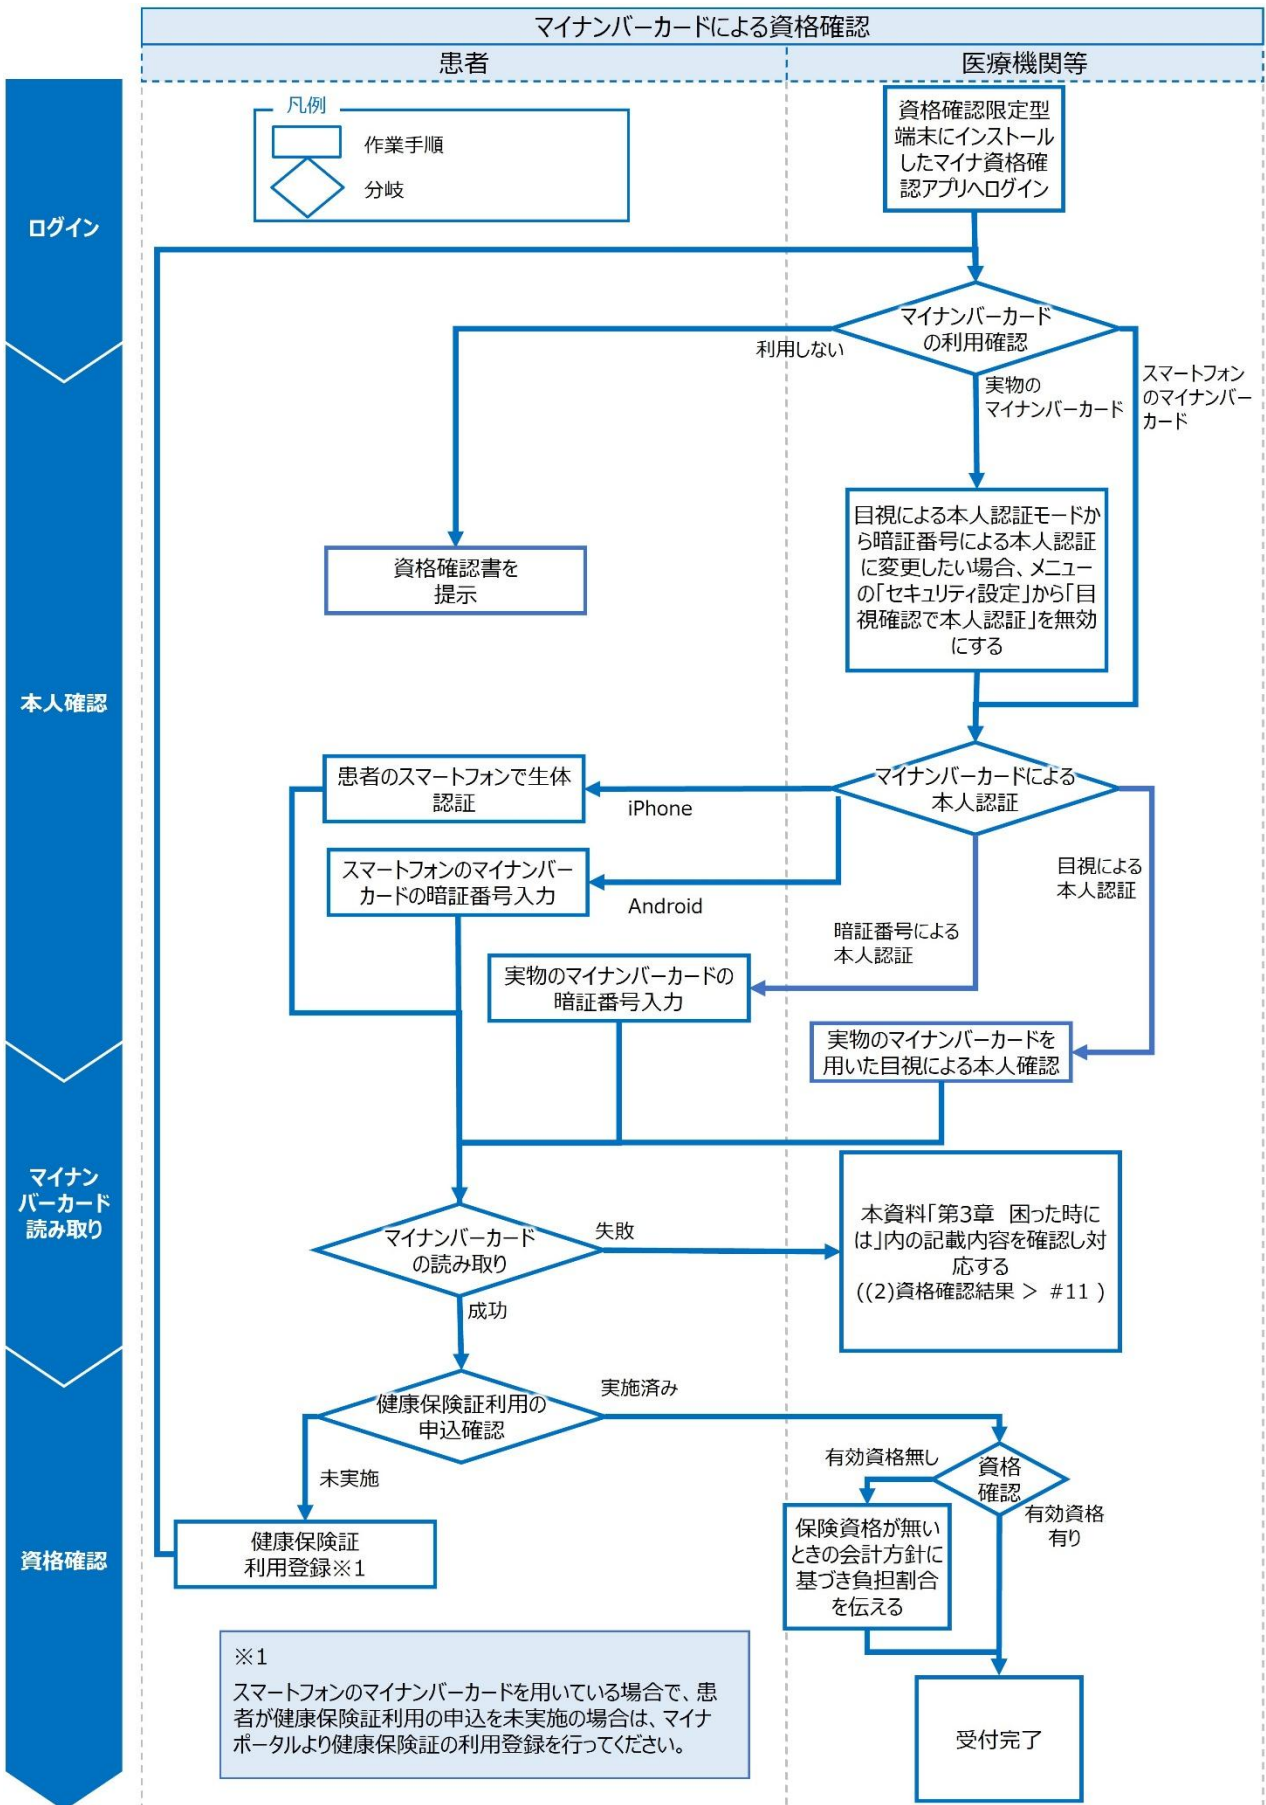 マイナンバーカードによる資格確認
患者
医療機関等
凡例
作業手順
分岐
資格確認限定型
端末にインストール
したマイナ資格確
認アプリへログイン
ログイン
マイナンバーカード
の利用確認
利用しない
実物の
マイナンバーカード
スマートフォン
のマイナンバー
カード
資格確認書を
提示
目視による本人認証モードか
ら暗証番号による本人認証
に変更したい場合、メニュー
の「セキュリティ設定」から「目
視確認で本人認証」を無効
にする
本人確認
マイナンバーカードによる
本人認証
患者のスマートフォンで生体
認証
iPhone
スマートフォンのマイナンバー
カードの暗証番号入力
Android
目視による
本人認証
暗証番号による
本人認証
実物のマイナンバーカードの
暗証番号入力
実物のマイナンバーカードを
用いた目視による本人確認
マイナン
バーカード
読み取り
マイナンバーカード
の読み取り
失敗
成功
本資料「第3章 困った時に
は」内の記載内容を確認し対
応する
((2)資格確認結果 > #11 )
健康保険証利用の
申込確認
実施済み
未実施
資格
確認
有効資格無し
有効資格
有り
資格確認
健康保険証
利用登録※1
保険資格が無い
ときの会計方針に
基づき負担割合
を伝える
※1
スマートフォンのマイナンバーカードを用いている場合で、患
者が健康保険証利用の申込を未実施の場合は、マイナ
ポータルより健康保険証の利用登録を行ってください。
受付完了